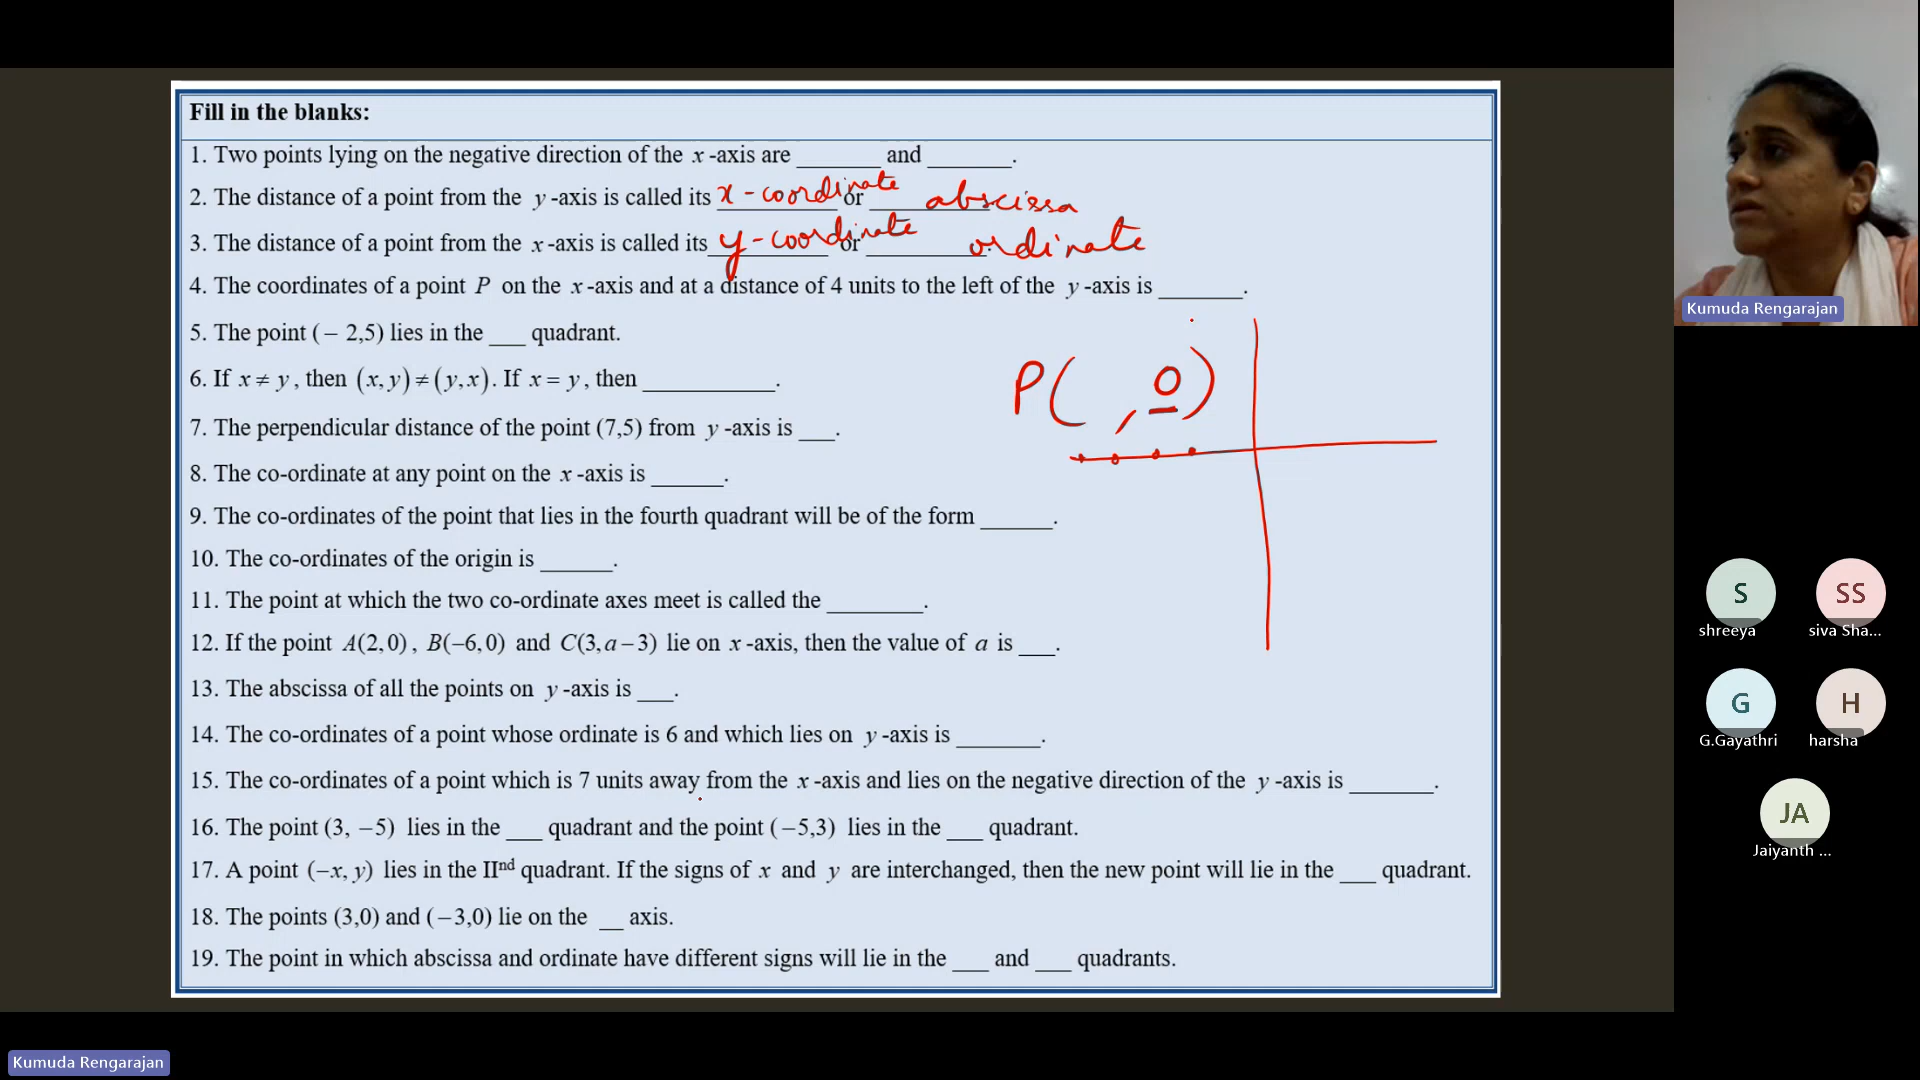 Fill in the blanks:
1. Two points lying on the negative direction of the x-axis are _______ and _______.
2. The distance of a point from the y-axis is called its x-coordinate or abscissa
3. The distance of a point from the x-axis is called its y-coordinate or ordinate
4. The coordinates of a point P on the x-axis and at a distance of 4 units to the left of the y-axis is _______.
5. The point (− 2,5) lies in the ___ quadrant.
6. If x ≠ y, then (x, y) ≠ (y, x). If x = y, then ___________.
P( , 0)
7. The perpendicular distance of the point (7,5) from y-axis is ___.
8. The co-ordinate at any point on the x-axis is ______.
9. The co-ordinates of the point that lies in the fourth quadrant will be of the form ______.
10. The co-ordinates of the origin is ______.
11. The point at which the two co-ordinate axes meet is called the ________.
12. If the point A(2,0), B(−6,0) and C(3, a−3) lie on x-axis, then the value of a is ___.
13. The abscissa of all the points on y-axis is ___.
14. The co-ordinates of a point whose ordinate is 6 and which lies on y-axis is _______.
15. The co-ordinates of a point which is 7 units away from the x-axis and lies on the negative direction of the y-axis is _______.
16. The point (3, −5) lies in the ___ quadrant and the point (−5,3) lies in the ___ quadrant.
17. A point (−x, y) lies in the IInd quadrant. If the signs of x and y are interchanged, then the new point will lie in the ___ quadrant.
18. The points (3,0) and (−3,0) lie on the __ axis.
19. The point in which abscissa and ordinate have different signs will lie in the ___ and ___ quadrants.
Kumuda Rengarajan
S
SS
shreeya
siva Sha...
G
H
G.Gayathri
harsha
JA
Jaiyanth ...
Kumuda Rengarajan